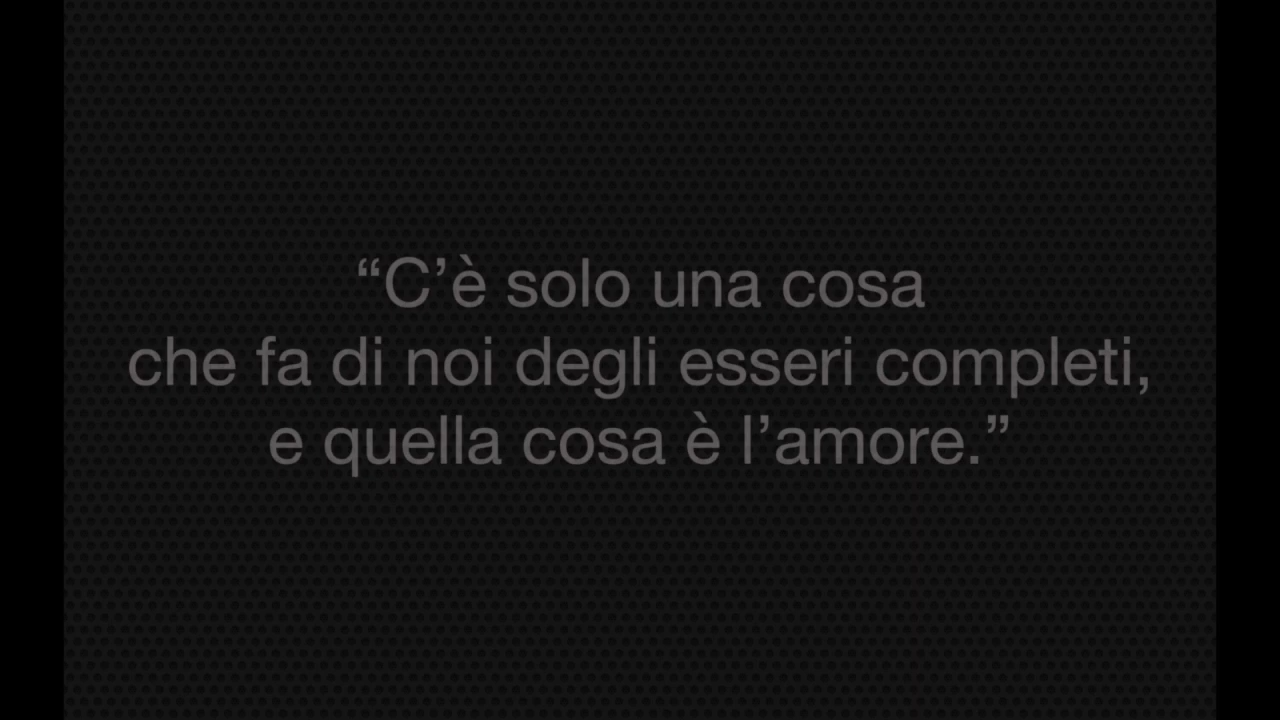 “C’è solo una cosa
che fa di noi degli esseri completi,
e quella cosa è l’amore.”